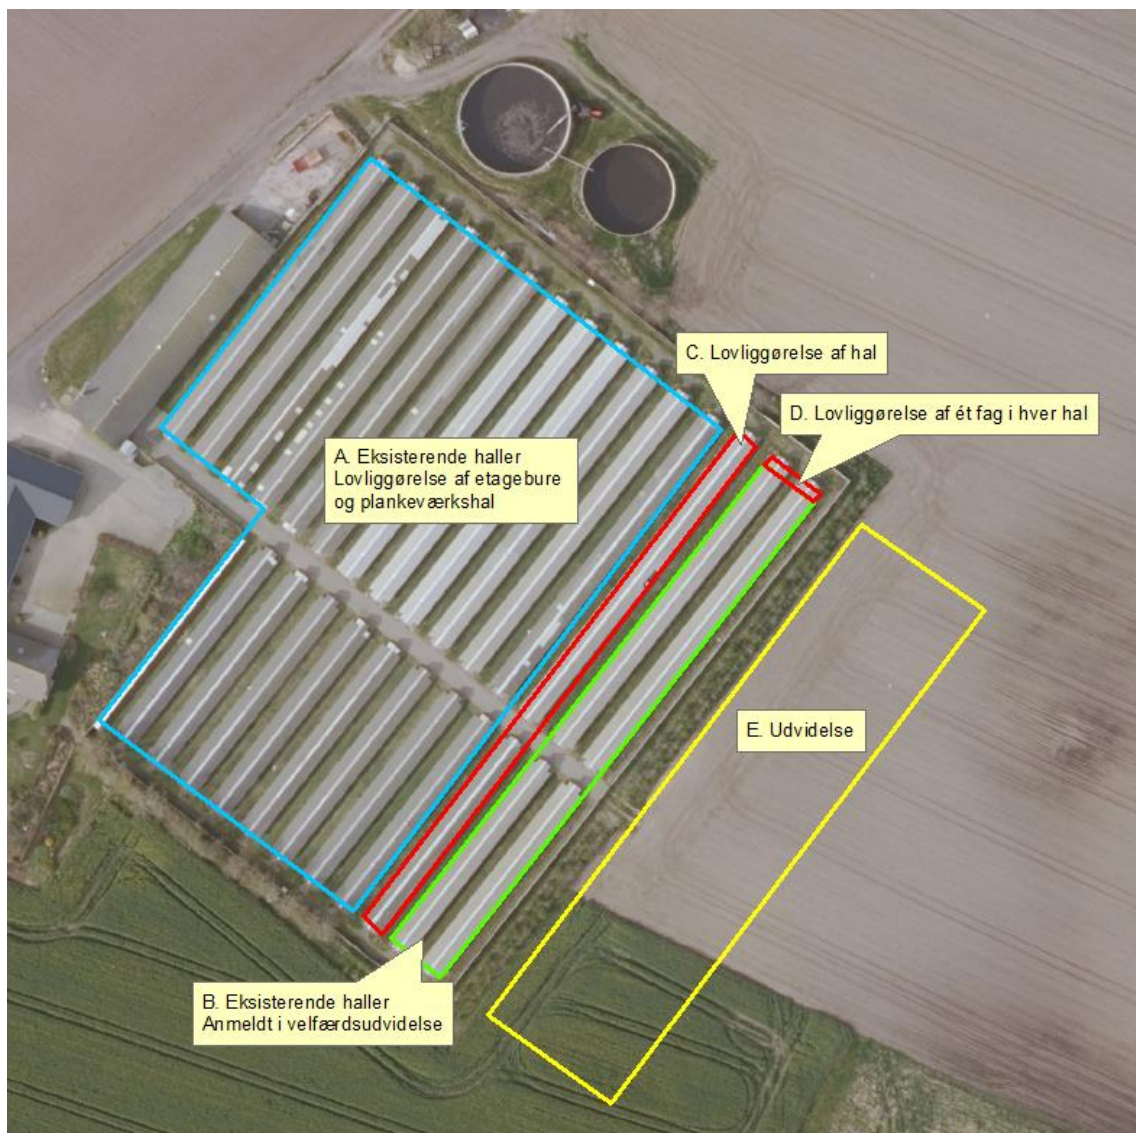 C. Lovliggørelse af hal
D. Lovliggørelse af ét fag i hver hal
A. Eksisterende haller
Lovliggørelse af etagebure
og plankeværkshal
E. Udvidelse
B. Eksisterende haller
Anmeldt i velfærdsudvidelse